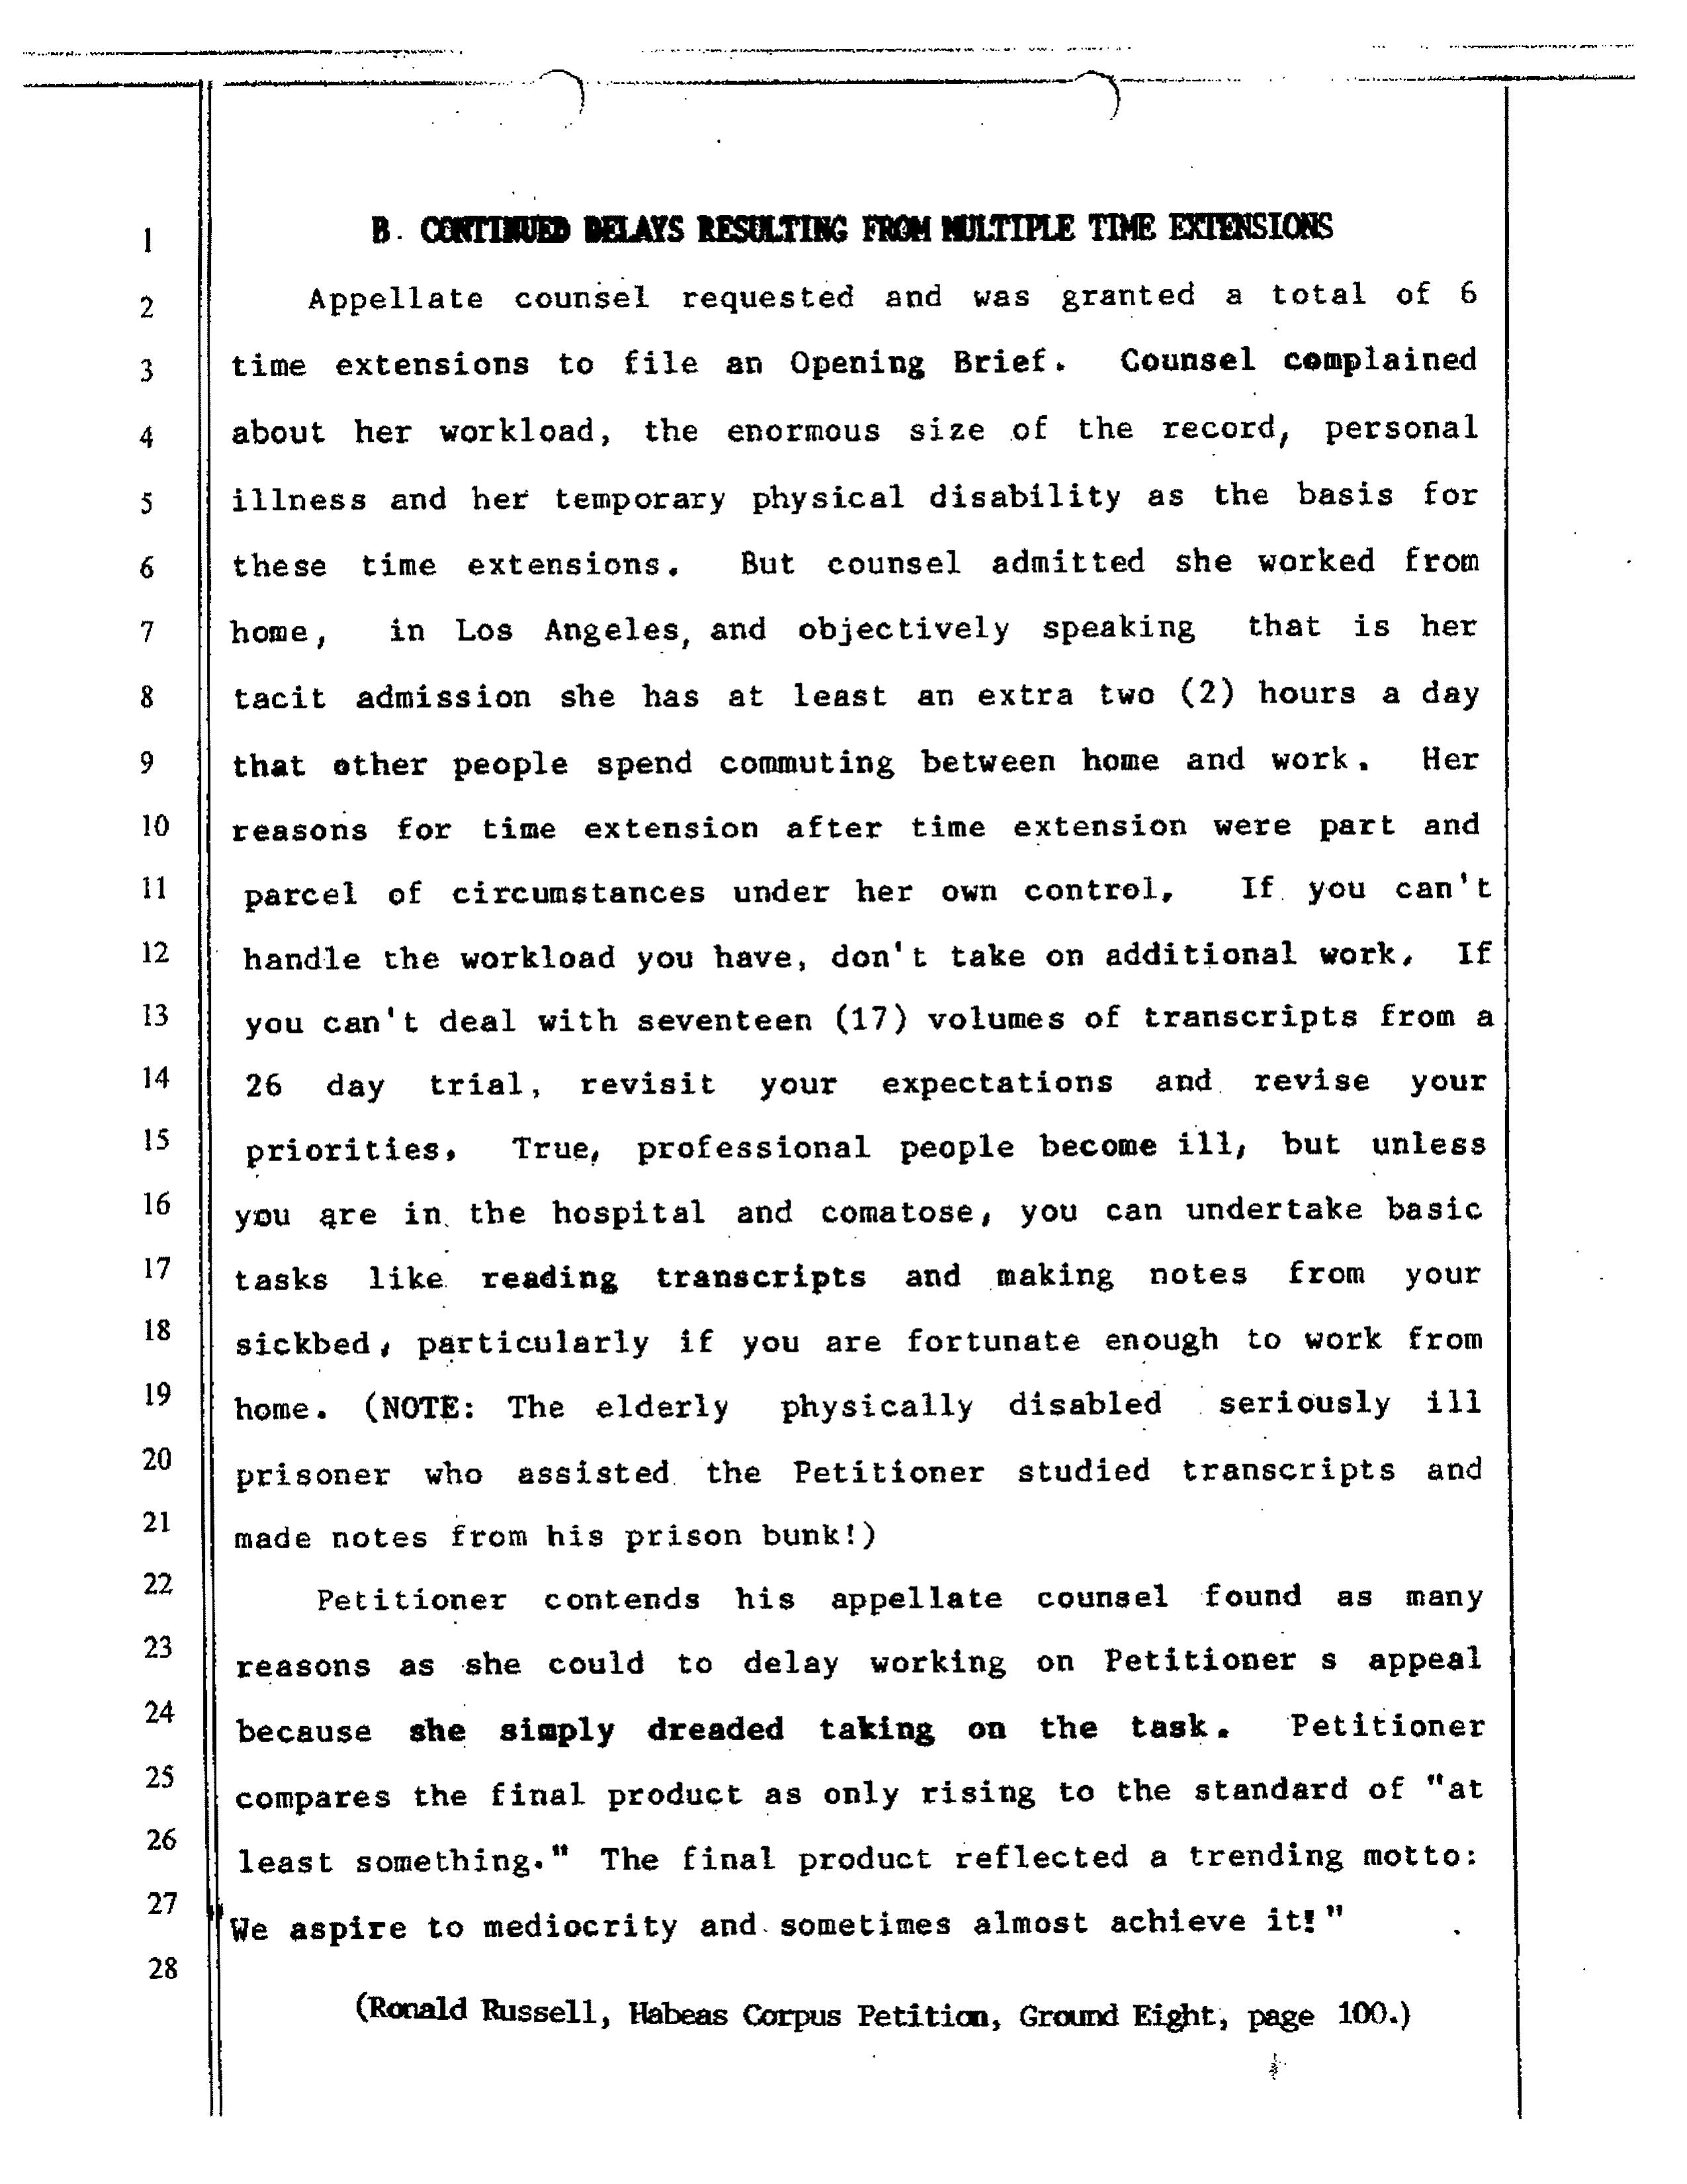 1 B. CONTINUED DELAYS RESULTING FROM MULTIPLE TIME EXTENSIONS
2 Appellate counsel requested and was granted a total of 6
3 time extensions to file an Opening Brief. Counsel complained
4 about her workload, the enormous size of the record, personal
5 illness and her temporary physical disability as the basis for
6 these time extensions. But counsel admitted she worked from
7 home, in Los Angeles, and objectively speaking that is her
8 tacit admission she has at least an extra two (2) hours a day
9 that other people spend commuting between home and work. Her
10 reasons for time extension after time extension were part and
11 parcel of circumstances under her own control. If you can't
12 handle the workload you have, don't take on additional work. If
13 you can't deal with seventeen (17) volumes of transcripts from a
14 26 day trial, revisit your expectations and revise your
15 priorities. True, professional people become ill, but unless
16 you are in the hospital and comatose, you can undertake basic
17 tasks like reading transcripts and making notes from your
18 sickbed, particularly if you are fortunate enough to work from
19 home. (NOTE: The elderly physically disabled seriously ill
20 prisoner who assisted the Petitioner studied transcripts and
21 made notes from his prison bunk!)
22 Petitioner contends his appellate counsel found as many
23 reasons as she could to delay working on Petitioner s appeal
24 because she simply dreaded taking on the task. Petitioner
25 compares the final product as only rising to the standard of "at
26 least something." The final product reflected a trending motto:
27 "We aspire to mediocrity and sometimes almost achieve it!"
28
(Ronald Russell, Habeas Corpus Petition, Ground Eight, page 100.)